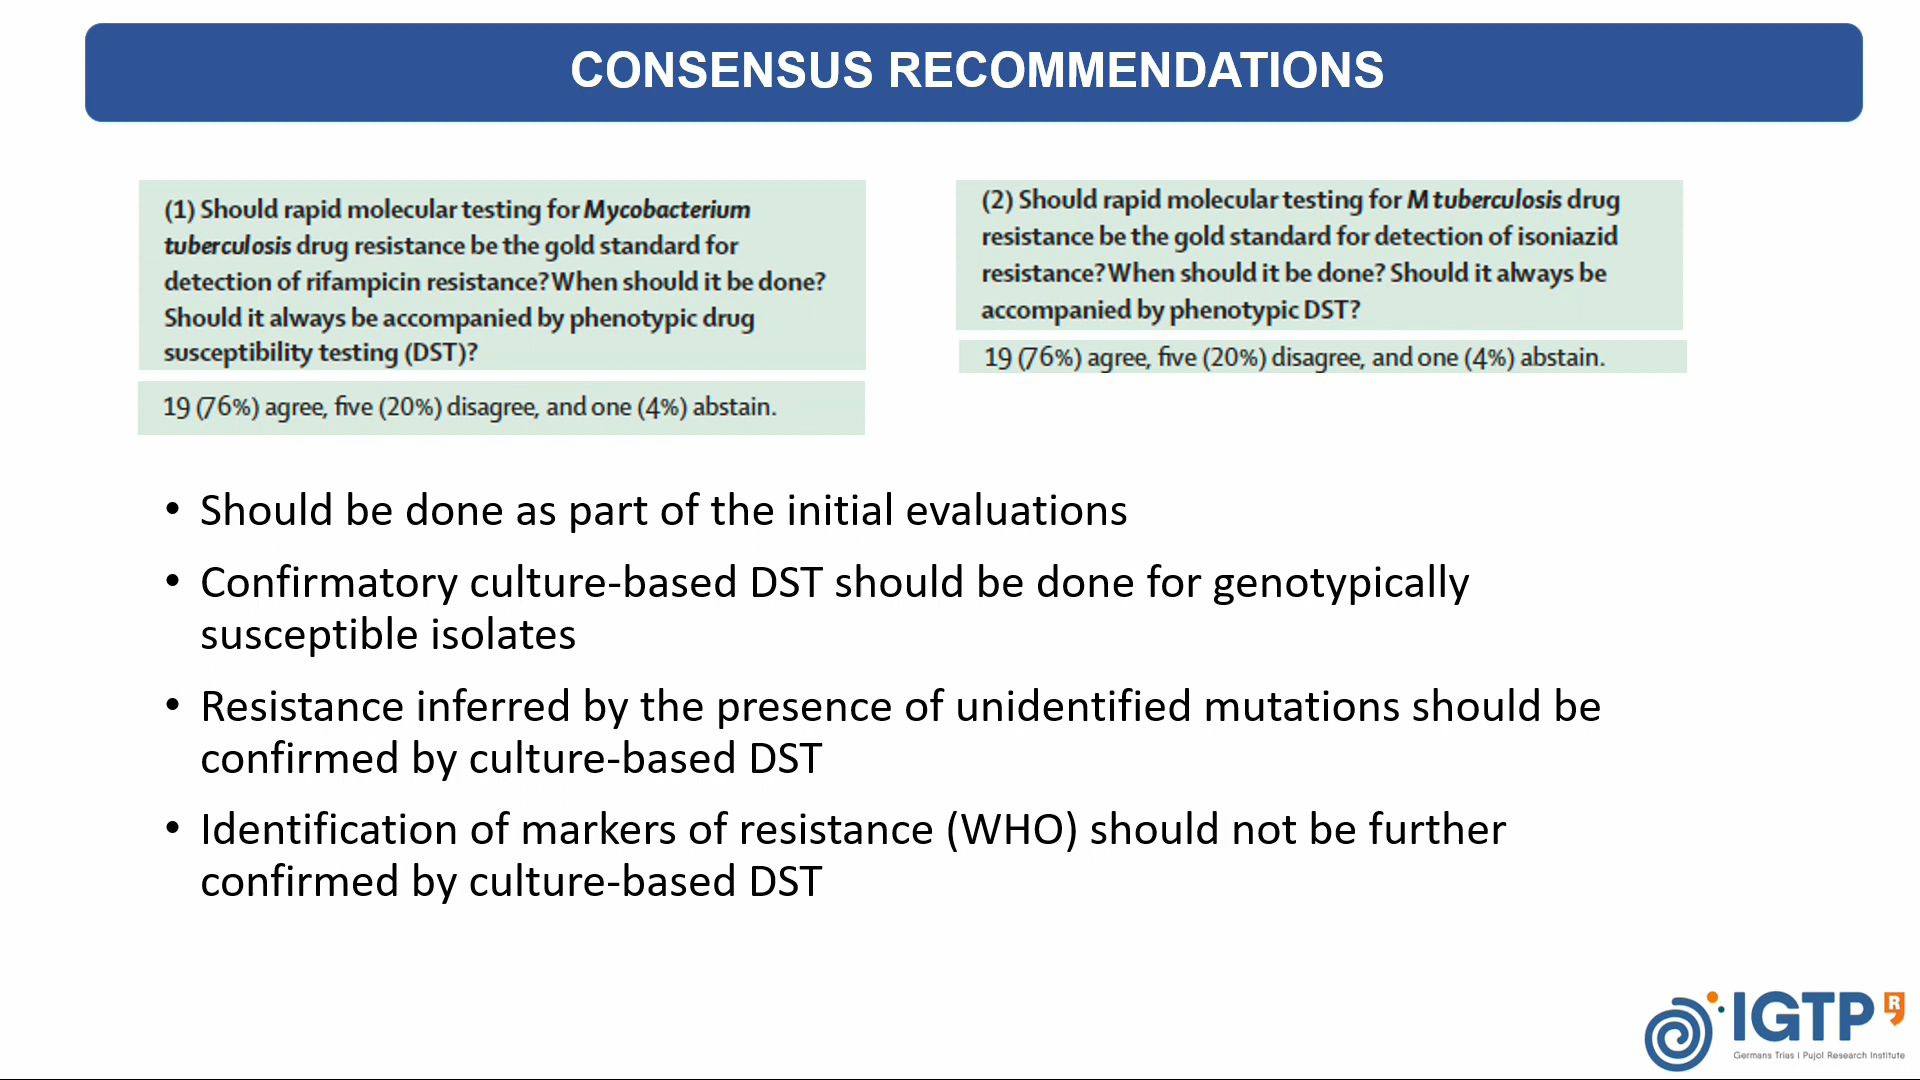 CONSENSUS RECOMMENDATIONS
(1) Should rapid molecular testing for Mycobacterium
tuberculosis drug resistance be the gold standard for
detection of rifampicin resistance? When should it be done?
Should it always be accompanied by phenotypic drug
susceptibility testing (DST)?
19 (76%) agree, five (20%) disagree, and one (4%) abstain.
(2) Should rapid molecular testing for M tuberculosis drug
resistance be the gold standard for detection of isoniazid
resistance? When should it be done? Should it always be
accompanied by phenotypic DST?
19 (76%) agree, five (20%) disagree, and one (4%) abstain.
• Should be done as part of the initial evaluations
• Confirmatory culture-based DST should be done for genotypically
susceptible isolates
• Resistance inferred by the presence of unidentified mutations should be
confirmed by culture-based DST
• Identification of markers of resistance (WHO) should not be further
confirmed by culture-based DST
IGTP R
Germans Trias i Pujol Research Institute